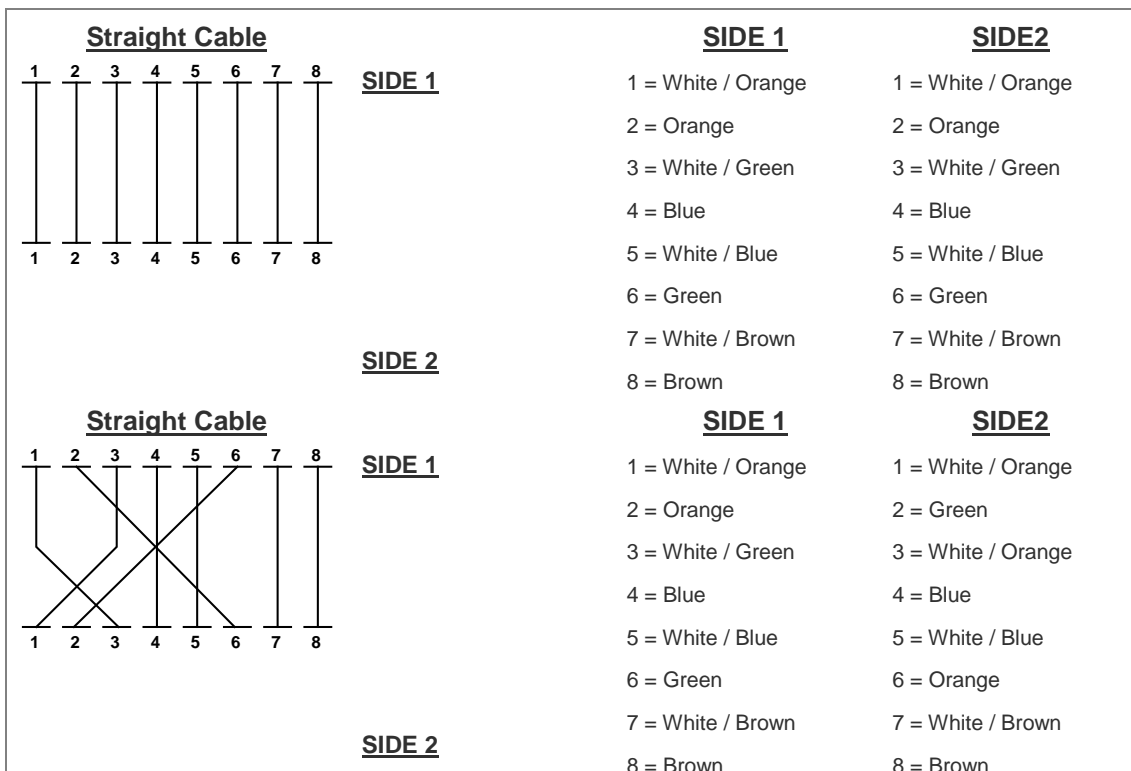 Straight Cable
1 2 3 4 5 6 7 8
SIDE 1
1 2 3 4 5 6 7 8
SIDE 2
SIDE 1 SIDE2
1 = White / Orange 1 = White / Orange
2 = Orange 2 = Orange
3 = White / Green 3 = White / Green
4 = Blue 4 = Blue
5 = White / Blue 5 = White / Blue
6 = Green 6 = Green
7 = White / Brown 7 = White / Brown
8 = Brown 8 = Brown
Straight Cable
1 2 3 4 5 6 7 8
SIDE 1
1 2 3 4 5 6 7 8
SIDE 2
SIDE 1 SIDE2
1 = White / Orange 1 = White / Orange
2 = Orange 2 = Green
3 = White / Green 3 = White / Orange
4 = Blue 4 = Blue
5 = White / Blue 5 = White / Blue
6 = Green 6 = Orange
7 = White / Brown 7 = White / Brown
8 = Brown 8 = Brown